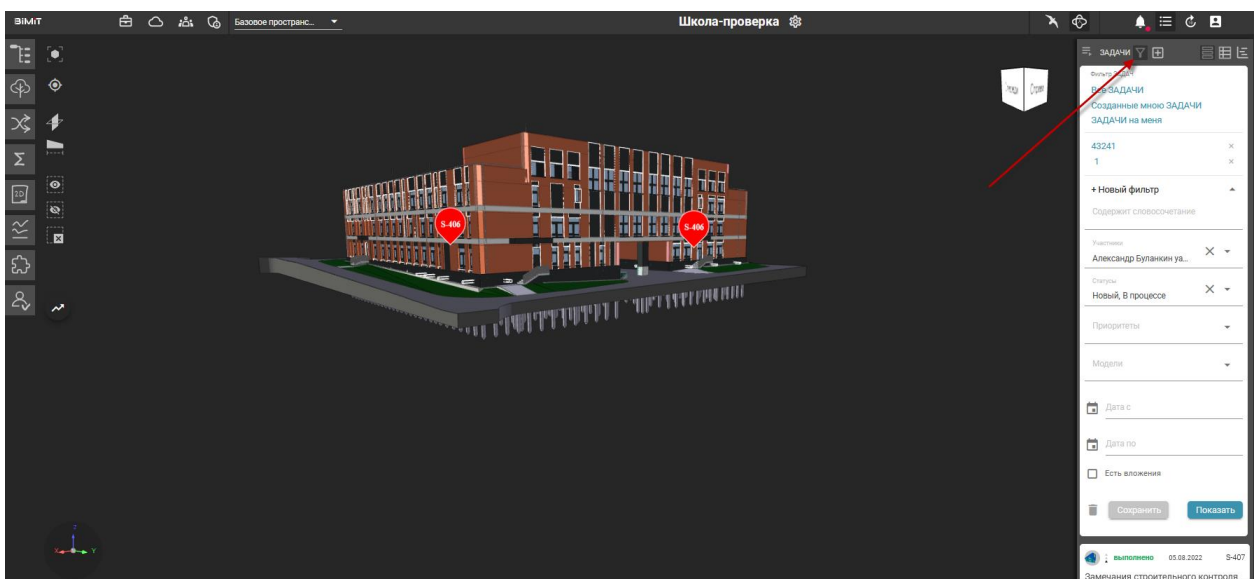 BIMIT
Базовое пространс...
Школа-проверка
ЗАДАЧИ
Фильтр ЗАДАЧ
Все ЗАДАЧИ
Созданные мною ЗАДАЧИ
ЗАДАЧИ на меня
43241
1
+ Новый фильтр
Содержит словосочетание
Участники
Александр Буланкин уа...
Статусы
Новый, В процессе
Приоритеты
Модели
Дата с
Дата по
Есть вложения
Сохранить
Показать
выполнено 05.08.2022 S-407
Замечания строительного контроля
S-406
S-406
2D
Z
X
Y